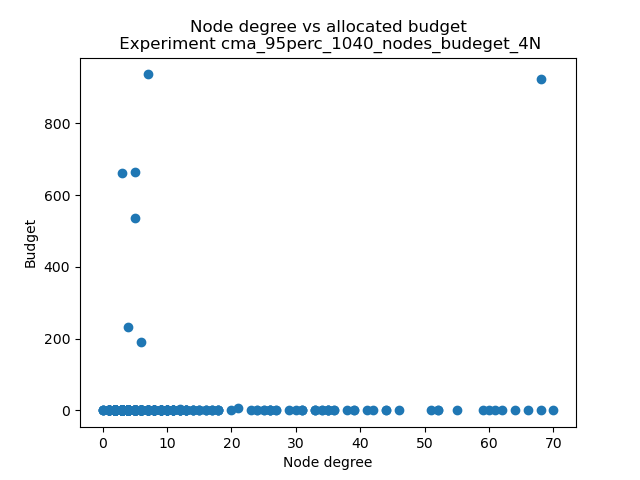 Node degree vs allocated budget
Experiment cma_95perc_1040_nodes_budeget_4N
800
600
400
200
0
Budget
0 10 20 30 40 50 60 70
Node degree